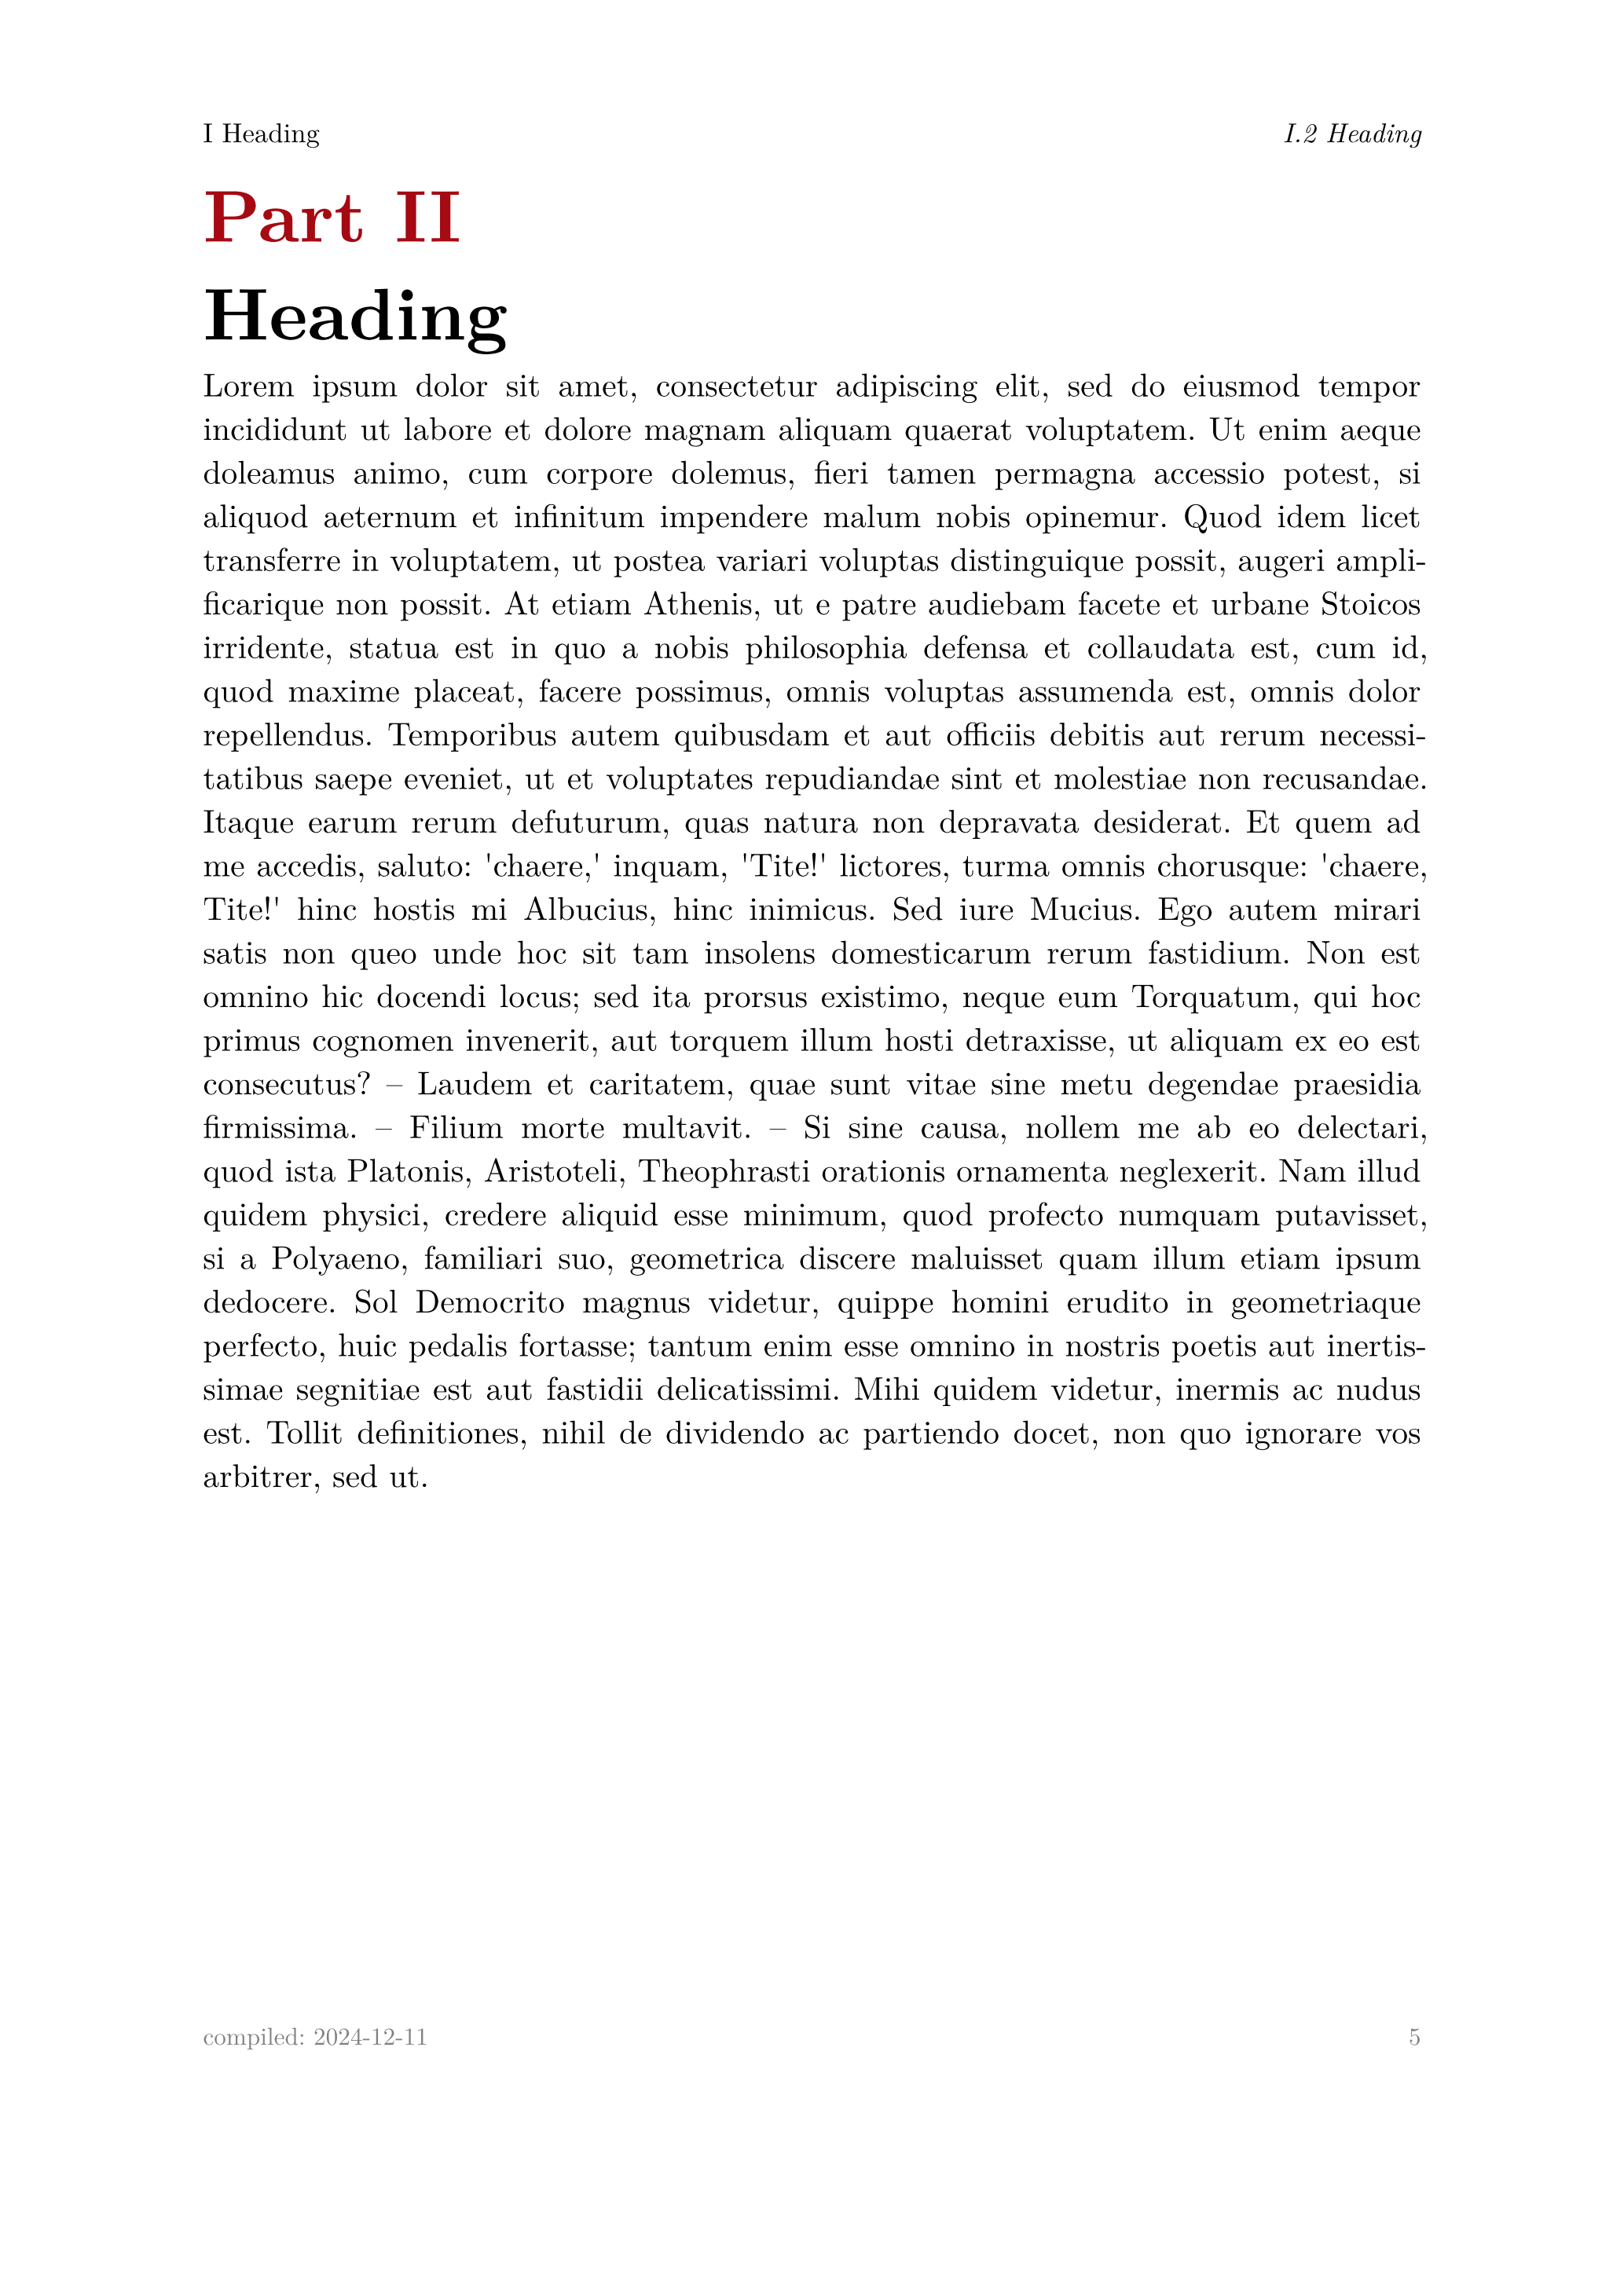 I Heading
I.2 Heading
Part II
Heading
Lorem ipsum dolor sit amet, consectetur adipiscing elit, sed do eiusmod tempor
incididunt ut labore et dolore magnam aliquam quaerat voluptatem. Ut enim aeque
doleamus animo, cum corpore dolemus, fieri tamen permagna accessio potest, si
aliquod aeternum et infinitum impendere malum nobis opinemur. Quod idem licet
transferre in voluptatem, ut postea variari voluptas distinguique possit, augeri ampli-
ficarique non possit. At etiam Athenis, ut e patre audiebam facete et urbane Stoicos
irridente, statua est in quo a nobis philosophia defensa et collaudata est, cum id,
quod maxime placeat, facere possimus, omnis voluptas assumenda est, omnis dolor
repellendus. Temporibus autem quibusdam et aut officiis debitis aut rerum necessi-
tatibus saepe eveniet, ut et voluptates repudiandae sint et molestiae non recusandae.
Itaque earum rerum defuturum, quas natura non depravata desiderat. Et quem ad
me accedis, saluto: 'chaere,' inquam, 'Tite!' lictores, turma omnis chorusque: 'chaere,
Tite!' hinc hostis mi Albucius, hinc inimicus. Sed iure Mucius. Ego autem mirari
satis non queo unde hoc sit tam insolens domesticarum rerum fastidium. Non est
omnino hic docendi locus; sed ita prorsus existimo, neque eum Torquatum, qui hoc
primus cognomen invenerit, aut torquem illum hosti detraxisse, ut aliquam ex eo est
consecutus? – Laudem et caritatem, quae sunt vitae sine metu degendae praesidia
firmissima. – Filium morte multavit. – Si sine causa, nollem me ab eo delectari,
quod ista Platonis, Aristoteli, Theophrasti orationis ornamenta neglexerit. Nam illud
quidem physici, credere aliquid esse minimum, quod profecto numquam putavisset,
si a Polyaeno, familiari suo, geometrica discere maluisset quam illum etiam ipsum
dedocere. Sol Democrito magnus videtur, quippe homini erudito in geometriaque
perfecto, huic pedalis fortasse; tantum enim esse omnino in nostris poetis aut inertis-
simae segnitiae est aut fastidii delicatissimi. Mihi quidem videtur, inermis ac nudus
est. Tollit definitiones, nihil de dividendo ac partiendo docet, non quo ignorare vos
arbitrer, sed ut.
compiled: 2024-12-11
5